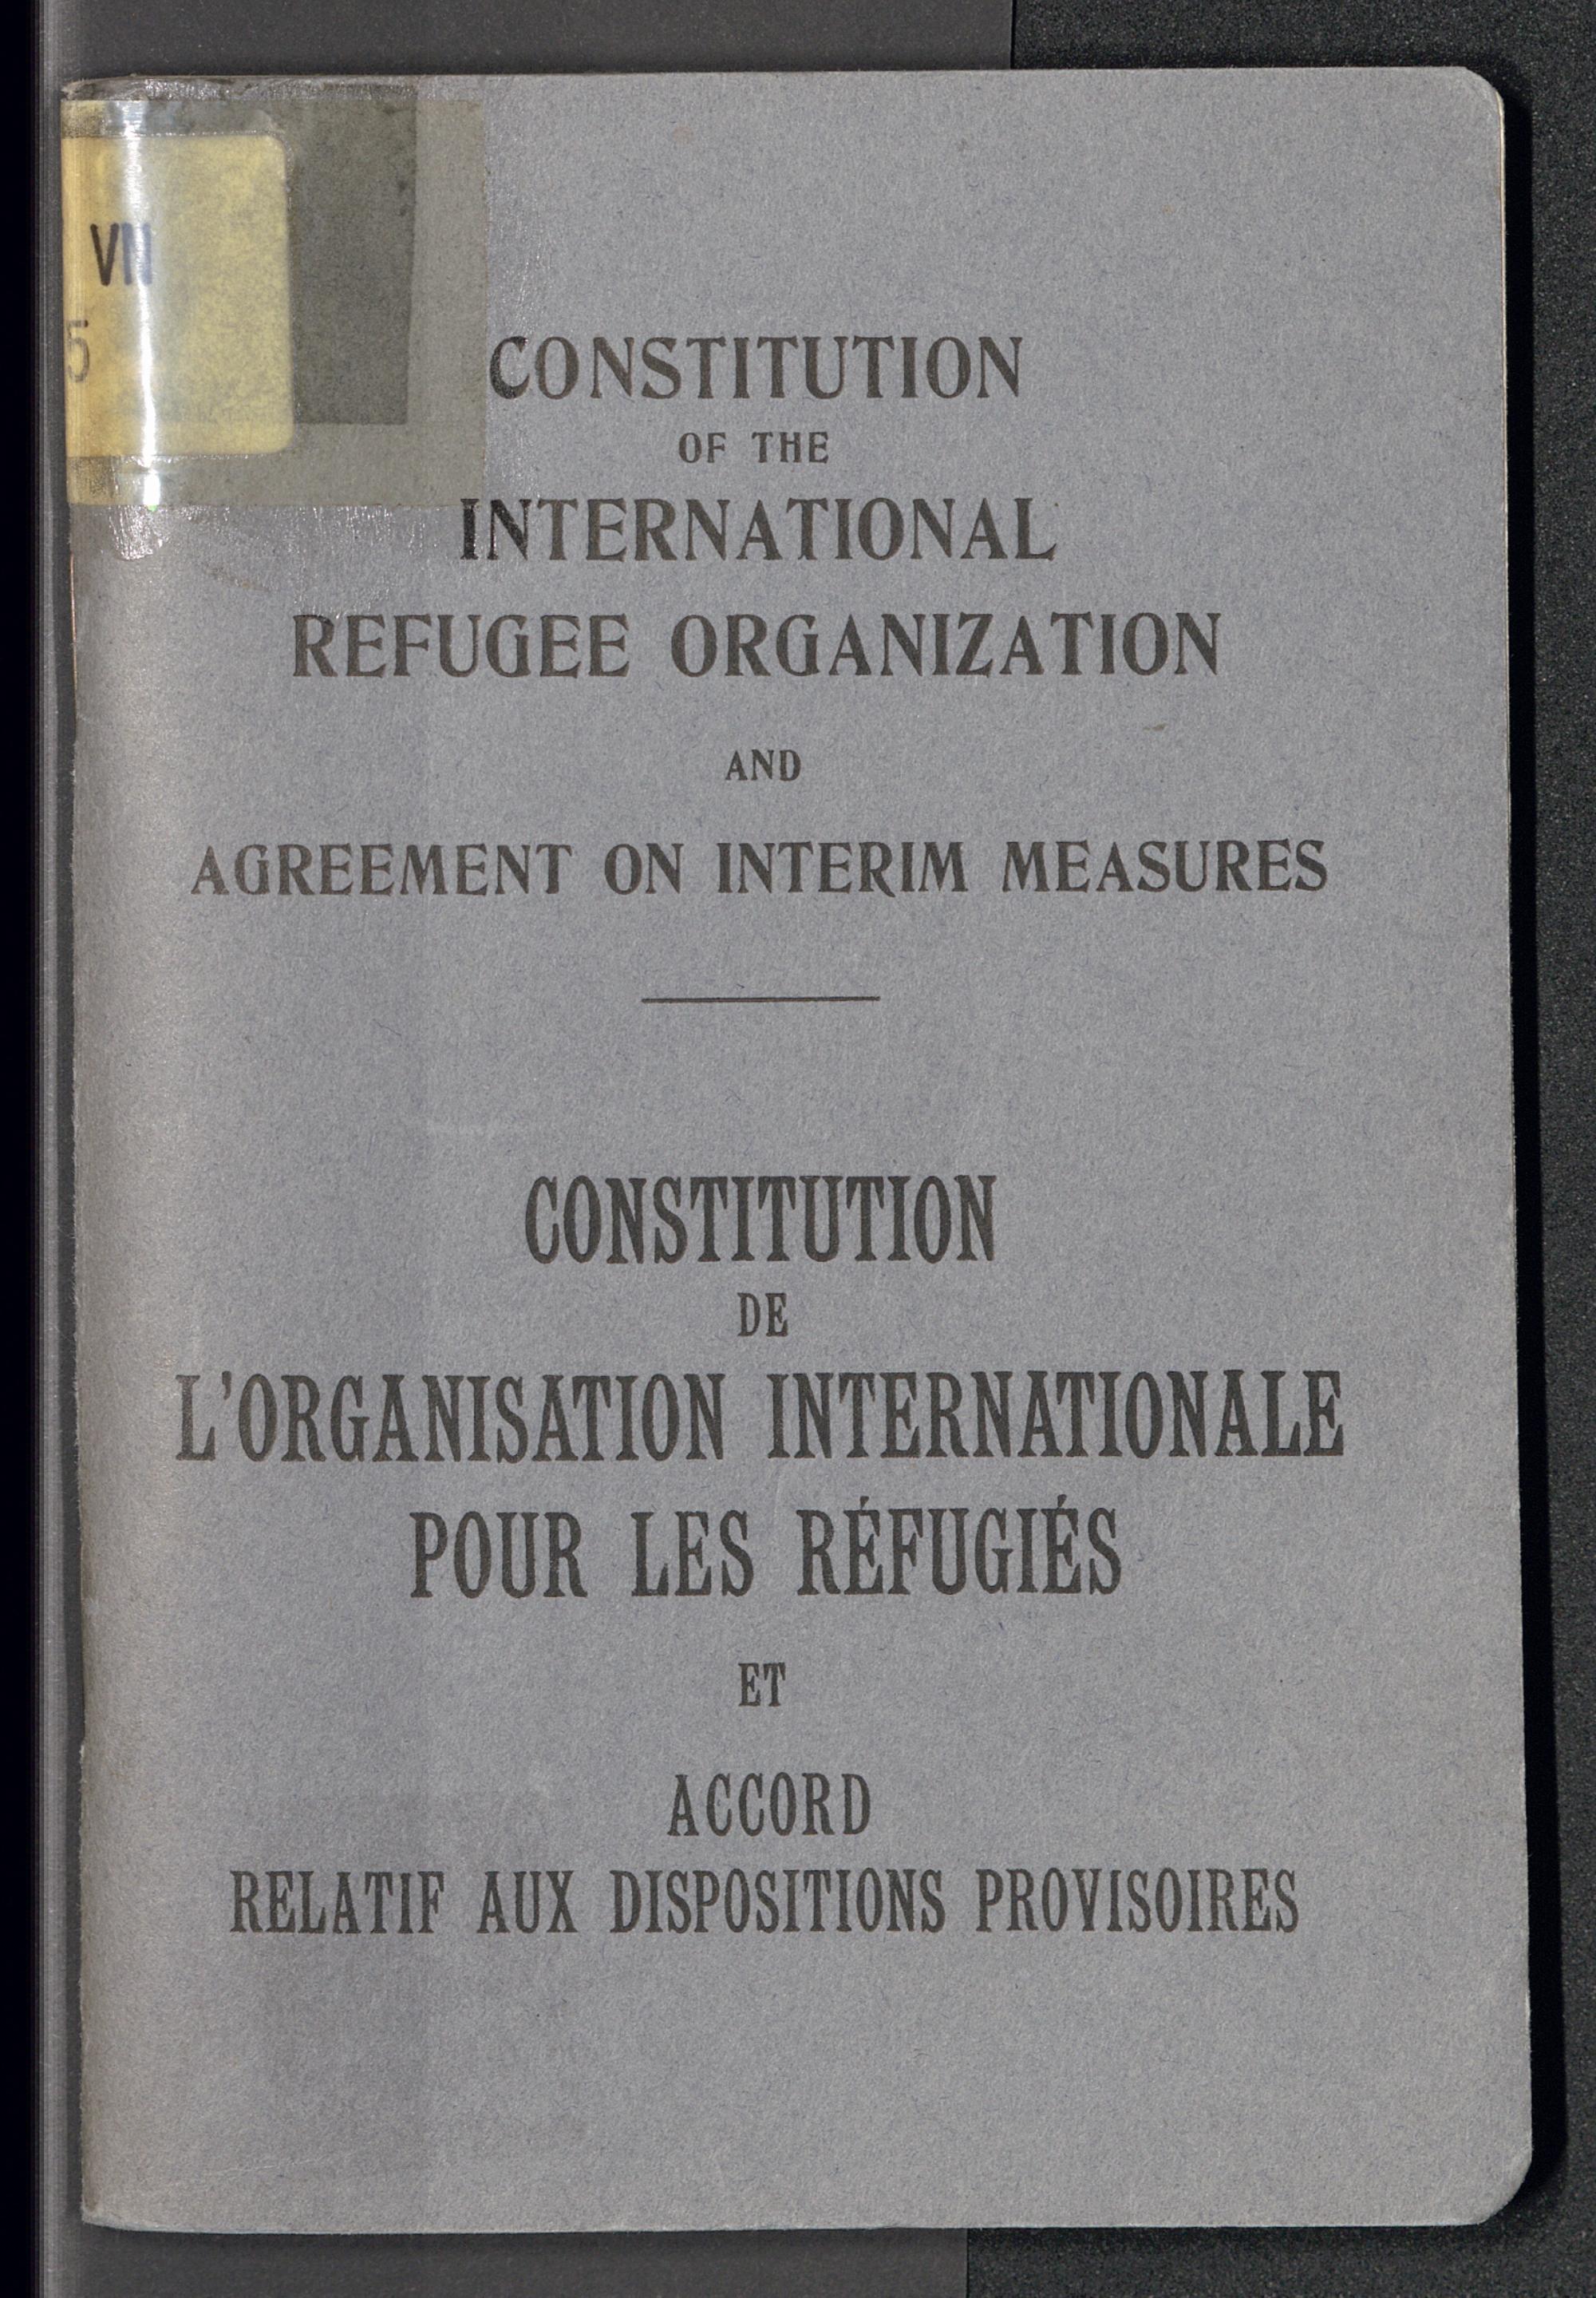 VN
5
CONSTITUTION
OF THE
INTERNATIONAL
REFUGEE ORGANIZATION
AND
AGREEMENT ON INTERIM MEASURES
CONSTITUTION
DE
L'ORGANISATION INTERNATIONALE
POUR LES RÉFUGIÉS
ET
ACCORD
RELATIF AUX DISPOSITIONS PROVISOIRES